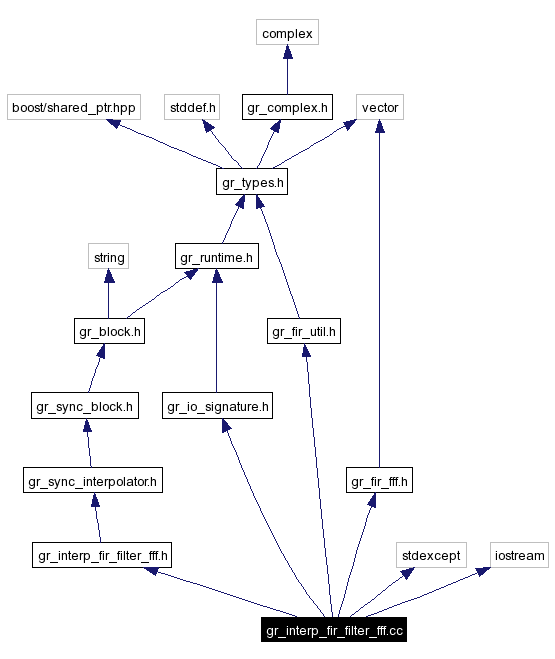 complex
boost/shared_ptr.hpp
stddef.h
gr_complex.h
vector
gr_types.h
string
gr_runtime.h
gr_block.h
gr_fir_util.h
gr_sync_block.h
gr_io_signature.h
gr_sync_interpolator.h
gr_fir_fff.h
gr_interp_fir_filter_fff.h
stdexcept
iostream
gr_interp_fir_filter_fff.cc